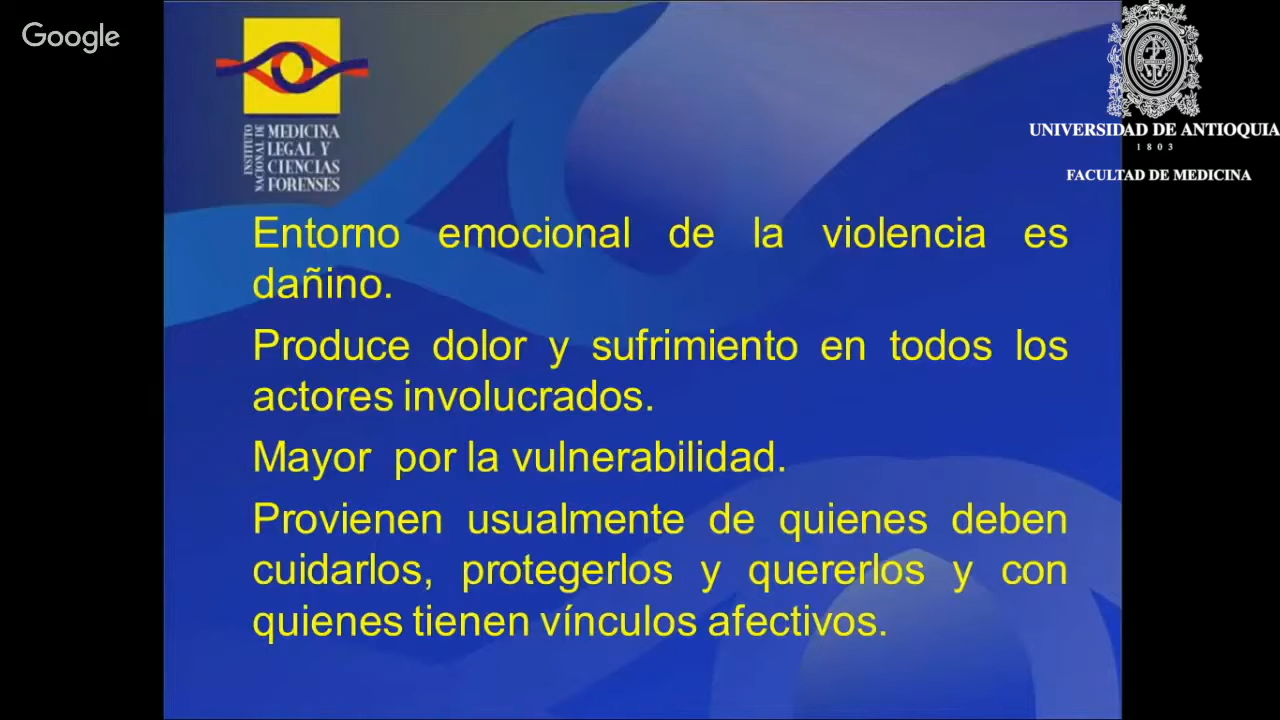 Google
INSTITUTO
NACIONAL DE
MEDICINA
LEGAL Y
CIENCIAS
FORENSES
UNIVERSIDAD DE ANTIOQUIA
1803
FACULTAD DE MEDICINA
Entorno emocional de la violencia es
dañino.
Produce dolor y sufrimiento en todos los
actores involucrados.
Mayor por la vulnerabilidad.
Provienen usualmente de quienes deben
cuidarlos, protegerlos y quererlos y con
quienes tienen vínculos afectivos.